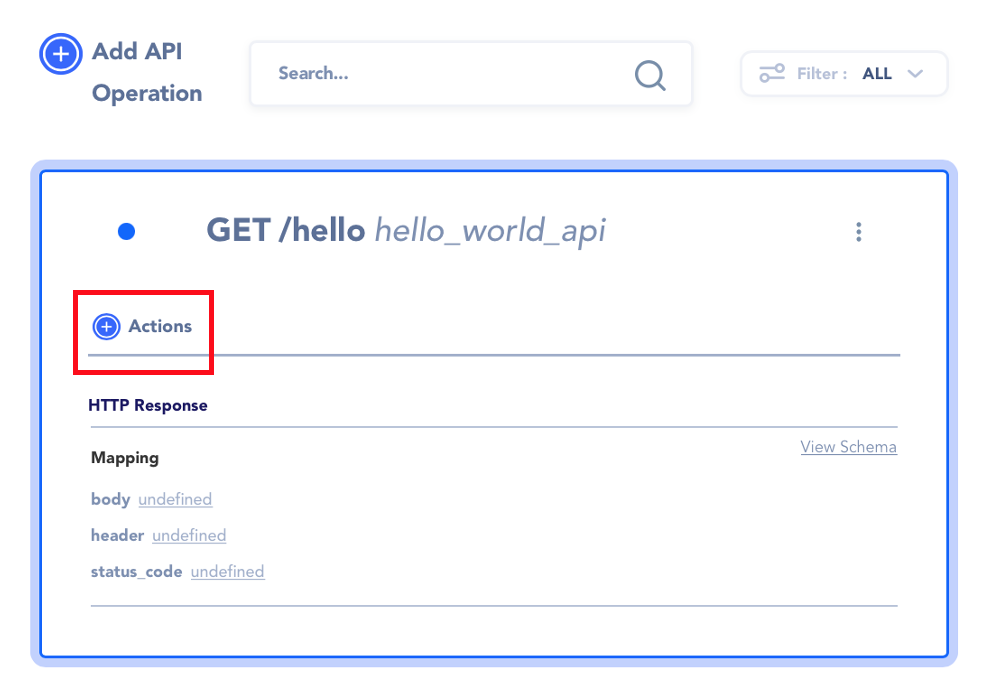 Add API
Operation
Search...
Filter : ALL
GET /hello hello_world_api
Actions
HTTP Response
View Schema
Mapping
body undefined
header undefined
status_code undefined